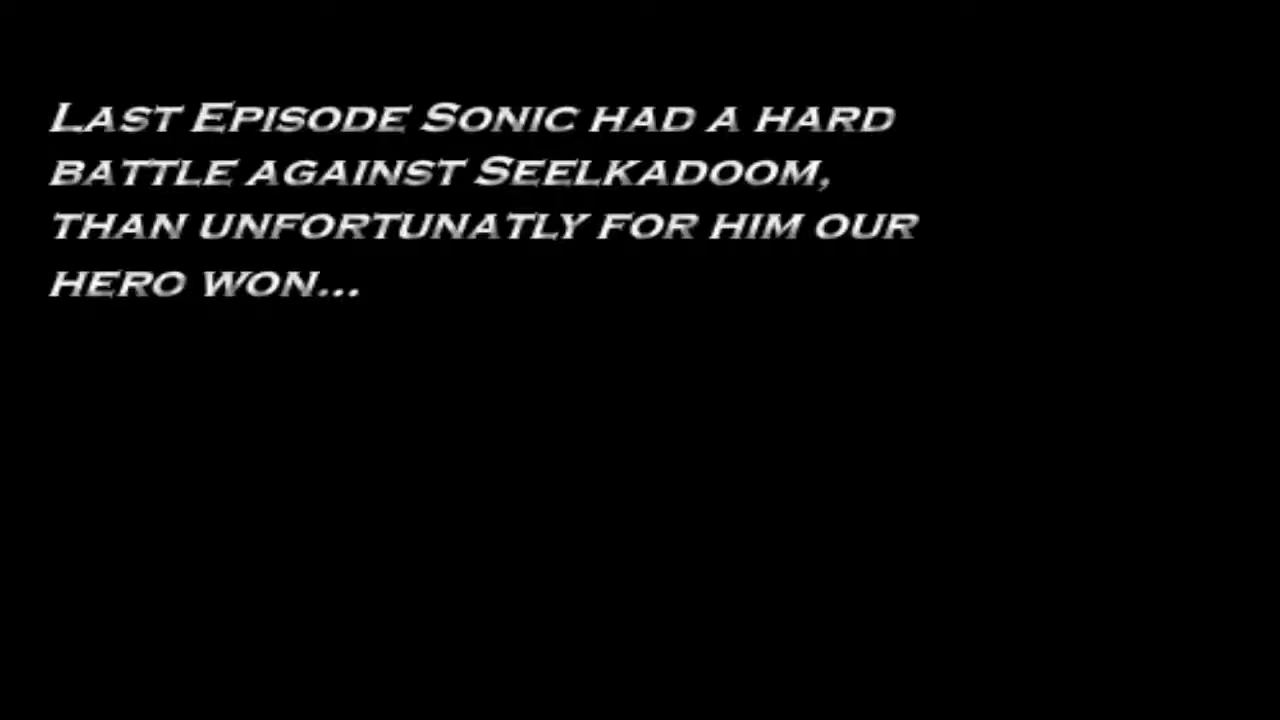 Last Episode Sonic had a hard
battle against Seelkadoom,
than unfortunatly for him our
hero won...